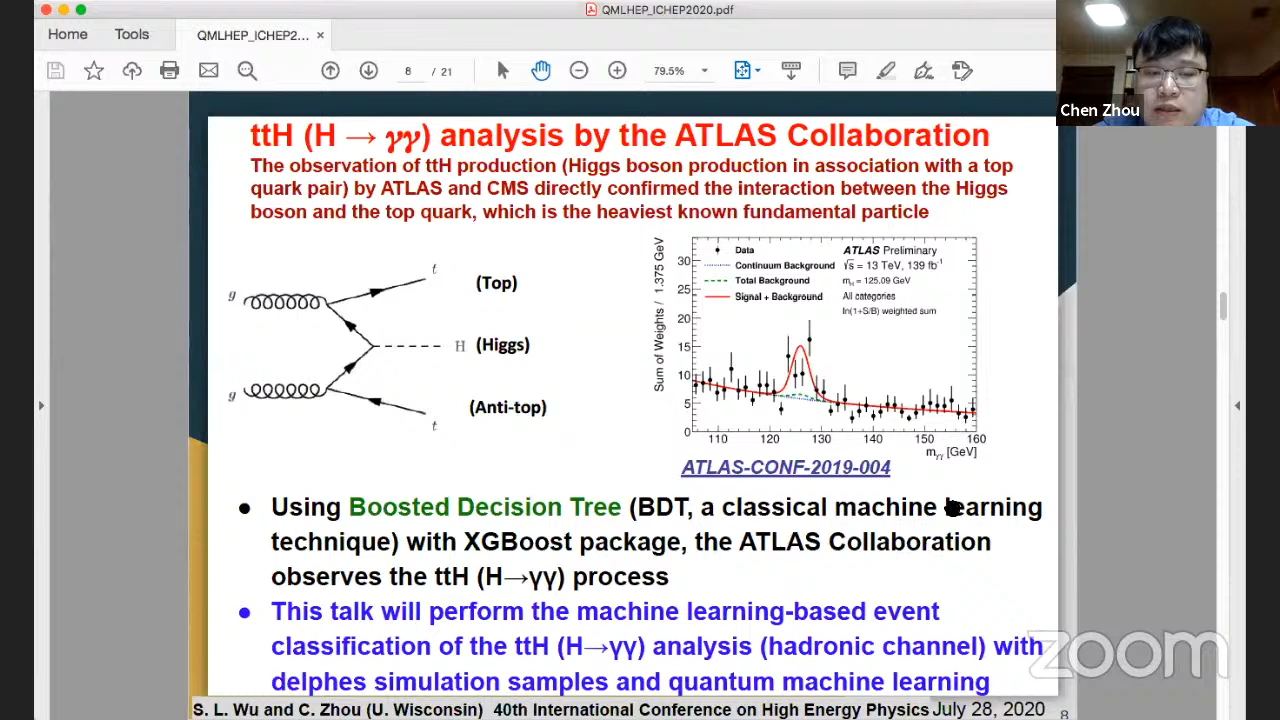 QMLHEP_ICHEP2020.pdf
Home
Tools
QMLHEP_ICHEP2... ×
8 / 21
79.5%
Chen Zhou
ttH (H → γγ) analysis by the ATLAS Collaboration
The observation of ttH production (Higgs boson production in association with a top
quark pair) by ATLAS and CMS directly confirmed the interaction between the Higgs
boson and the top quark, which is the heaviest known fundamental particle
g
t
(Top)
H
(Higgs)
g
(Anti-top)
t
Sum of Weights / 1.375 GeV
30
25
20
15
10
5
0
Data
Continuum Background
Total Background
Signal + Background
ATLAS Preliminary
√s = 13 TeV, 139 fb⁻¹
mH = 125.09 GeV
All categories
ln(1+S/B) weighted sum
110 120 130 140 150 160
mγγ [GeV]
ATLAS-CONF-2019-004
● Using Boosted Decision Tree (BDT, a classical machine learning
technique) with XGBoost package, the ATLAS Collaboration
observes the ttH (H→γγ) process
● This talk will perform the machine learning-based event
classification of the ttH (H→γγ) analysis (hadronic channel) with
delphes simulation samples and quantum machine learning
zoom
S. L. Wu and C. Zhou (U. Wisconsin) 40th International Conference on High Energy Physics July 28, 2020 8